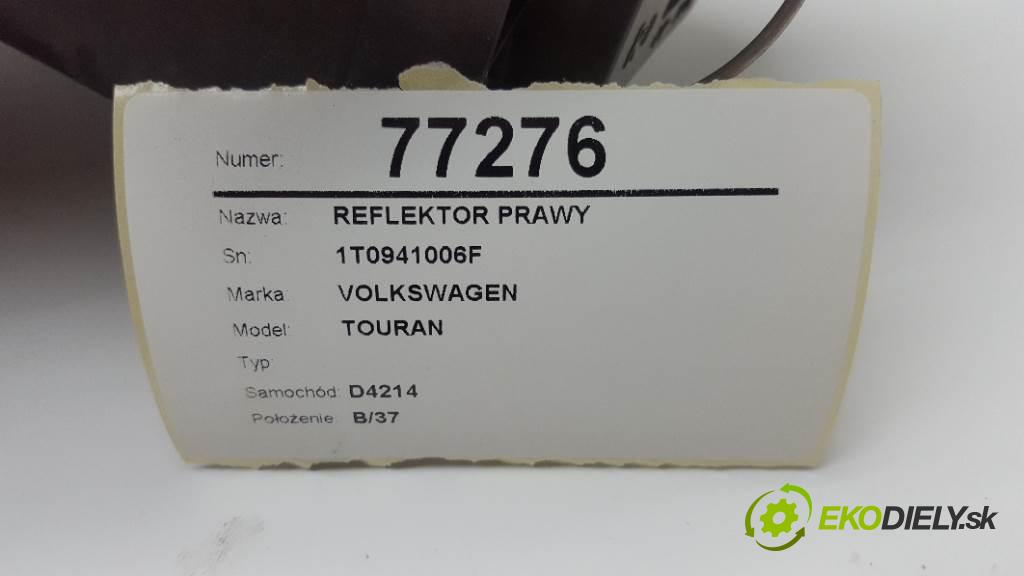 Numer: 77276
Nazwa: REFLEKTOR PRAWY
Sn: 1T0941006F
Marka: VOLKSWAGEN
Model: TOURAN
Typ
Samochód: D4214
Położenie: B/37
EKODIELY.sk